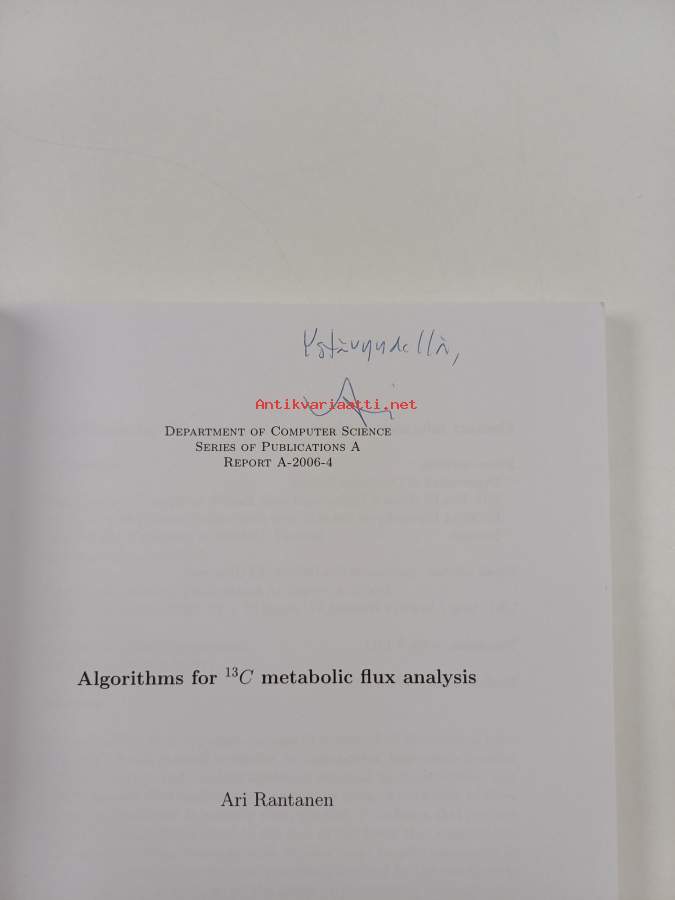 Ystävyydellä,
Ari
Antikvariaatti.net
DEPARTMENT OF COMPUTER SCIENCE
SERIES OF PUBLICATIONS A
REPORT A-2006-4
Algorithms for ¹³C metabolic flux analysis
Ari Rantanen